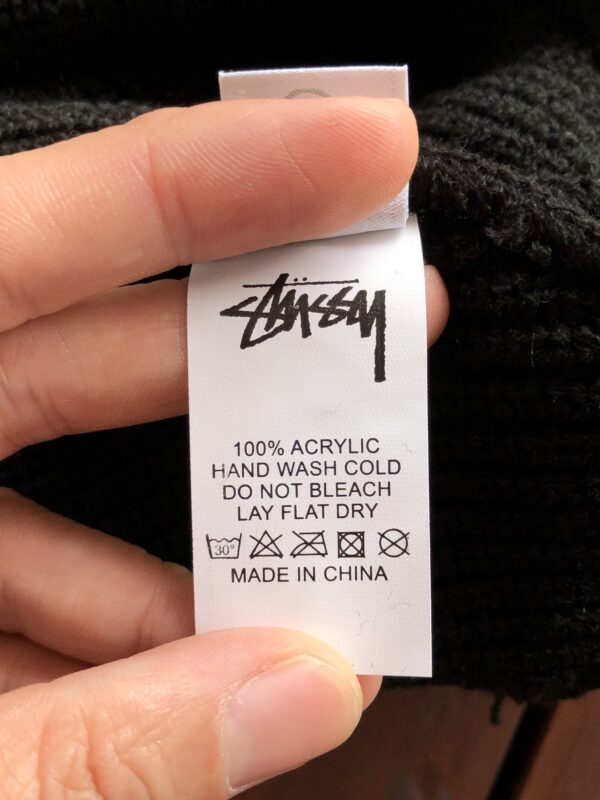 Stüssy
100% ACRYLIC
HAND WASH COLD
DO NOT BLEACH
LAY FLAT DRY
30°
MADE IN CHINA